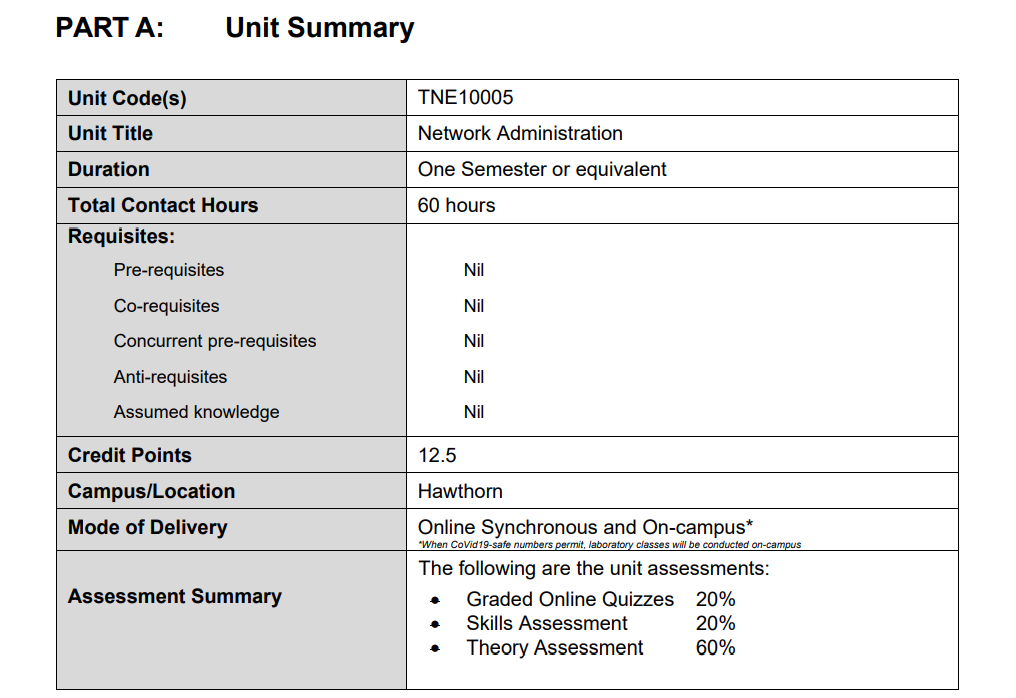 PART A: Unit Summary
Unit Code(s) TNE10005
Unit Title Network Administration
Duration One Semester or equivalent
Total Contact Hours 60 hours
Requisites:
Pre-requisites Nil
Co-requisites Nil
Concurrent pre-requisites Nil
Anti-requisites Nil
Assumed knowledge Nil
Credit Points 12.5
Campus/Location Hawthorn
Mode of Delivery Online Synchronous and On-campus*
*When CoVid19-safe numbers permit, laboratory classes will be conducted on-campus
Assessment Summary
The following are the unit assessments:
• Graded Online Quizzes 20%
• Skills Assessment 20%
• Theory Assessment 60%